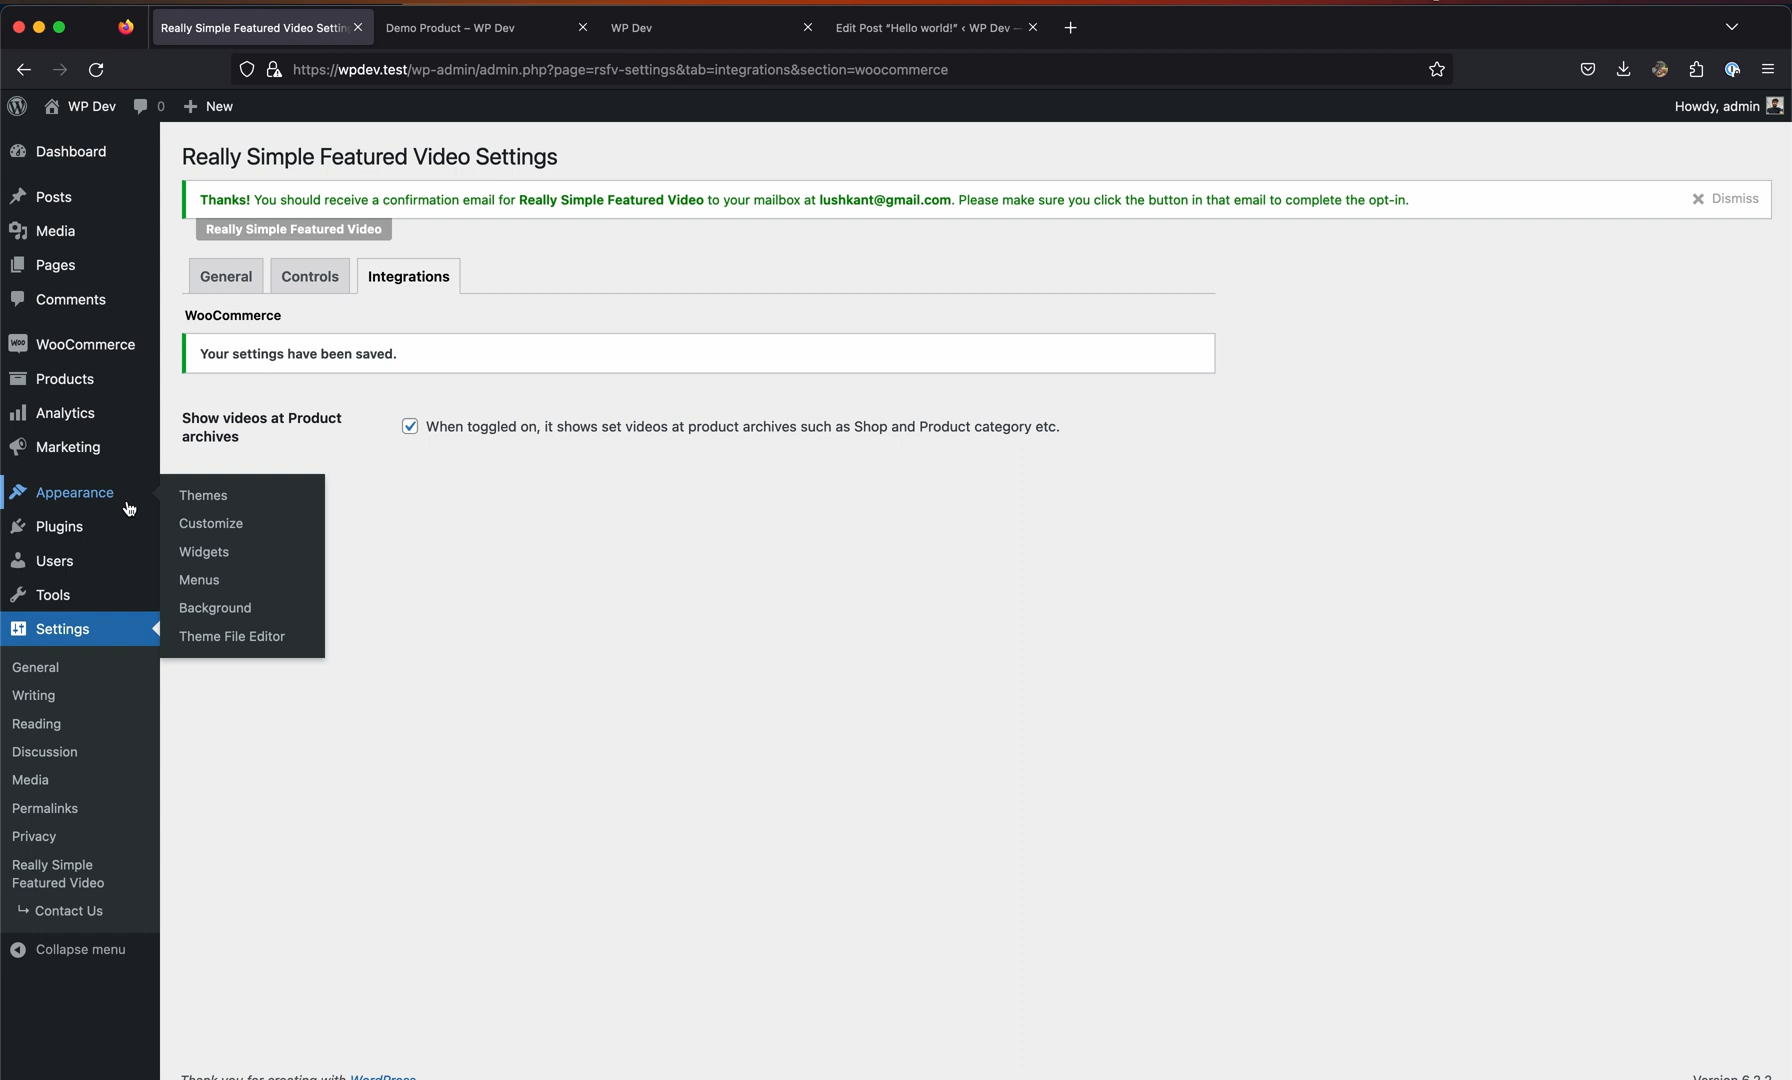 Really Simple Featured Video Settin
Demo Product – WP Dev
WP Dev
Edit Post “Hello world!” ‹ WP Dev —
https://wpdev.test/wp-admin/admin.php?page=rsfv-settings&tab=integrations&section=woocommerce
WP Dev
0
New
Howdy, admin
Dashboard
Posts
Media
Pages
Comments
WooCommerce
Products
Analytics
Marketing
Appearance
Plugins
Users
Tools
Settings
General
Writing
Reading
Discussion
Media
Permalinks
Privacy
Really Simple
Featured Video
Contact Us
Collapse menu
Themes
Customize
Widgets
Menus
Background
Theme File Editor
Really Simple Featured Video Settings
Thanks! You should receive a confirmation email for Really Simple Featured Video to your mailbox at lushkant@gmail.com. Please make sure you click the button in that email to complete the opt-in.
Dismiss
Really Simple Featured Video
General
Controls
Integrations
WooCommerce
Your settings have been saved.
Show videos at Product
archives
When toggled on, it shows set videos at product archives such as Shop and Product category etc.
Thank you for creating with WordPress